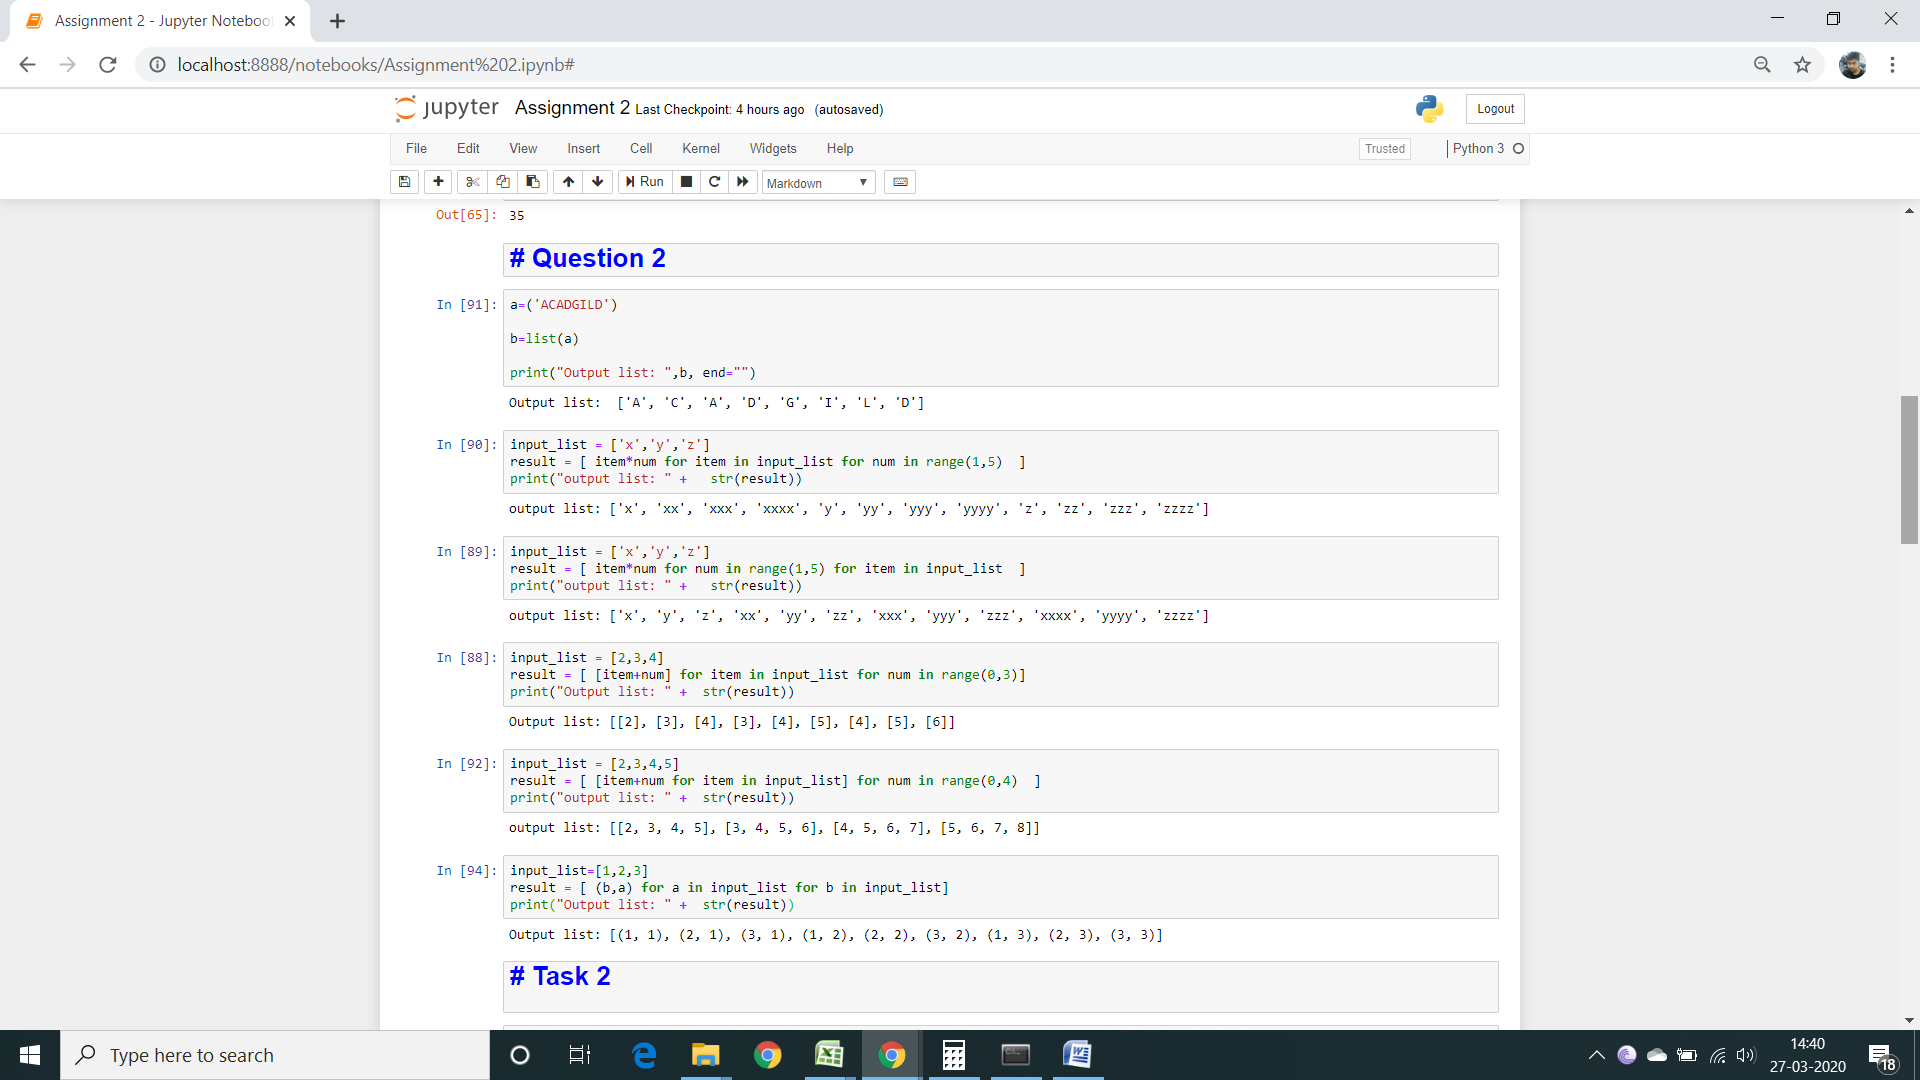 Assignment 2 - Jupyter Noteboo
localhost:8888/notebooks/Assignment%202.ipynb#
jupyter Assignment 2 Last Checkpoint: 4 hours ago (autosaved) Logout
File Edit View Insert Cell Kernel Widgets Help Trusted Python 3
Run Markdown
Out[65]: 35
# Question 2
In [91]: a=('ACADGILD')
b=list(a)
print("Output list: ",b, end="")
Output list:  ['A', 'C', 'A', 'D', 'G', 'I', 'L', 'D']
In [90]: input_list = ['x','y','z']
result = [ item*num for item in input_list for num in range(1,5)  ]
print("output list: " +   str(result))
output list: ['x', 'xx', 'xxx', 'xxxx', 'y', 'yy', 'yyy', 'yyyy', 'z', 'zz', 'zzz', 'zzzz']
In [89]: input_list = ['x','y','z']
result = [ item*num for num in range(1,5) for item in input_list  ]
print("output list: " +   str(result))
output list: ['x', 'y', 'z', 'xx', 'yy', 'zz', 'xxx', 'yyy', 'zzz', 'xxxx', 'yyyy', 'zzzz']
In [88]: input_list = [2,3,4]
result = [ [item+num] for item in input_list for num in range(0,3)]
print("Output list: " +  str(result))
Output list: [[2], [3], [4], [3], [4], [5], [4], [5], [6]]
In [92]: input_list = [2,3,4,5]
result = [ [item+num for item in input_list] for num in range(0,4)  ]
print("output list: " +  str(result))
output list: [[2, 3, 4, 5], [3, 4, 5, 6], [4, 5, 6, 7], [5, 6, 7, 8]]
In [94]: input_list=[1,2,3]
result = [ (b,a) for a in input_list for b in input_list]
print("Output list: " +  str(result))
Output list: [(1, 1), (2, 1), (3, 1), (1, 2), (2, 2), (3, 2), (1, 3), (2, 3), (3, 3)]
# Task 2
Type here to search
14:40
27-03-2020
18